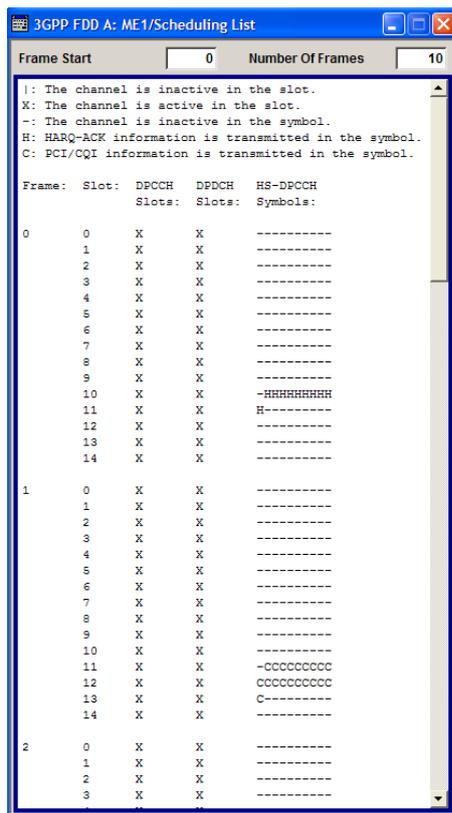 3GPP FDD A: ME1/Scheduling List
Frame Start 0 Number Of Frames 10
|: The channel is inactive in the slot.
X: The channel is active in the slot.
-: The channel is inactive in the symbol.
H: HARQ-ACK information is transmitted in the symbol.
C: PCI/CQI information is transmitted in the symbol.
Frame: Slot: DPCCH DPDCH HS-DPCCH
Slots: Slots: Symbols:
0 0 X X ----------
1 X X ----------
2 X X ----------
3 X X ----------
4 X X ----------
5 X X ----------
6 X X ----------
7 X X ----------
8 X X ----------
9 X X ----------
10 X X -HHHHHHHHH
11 X X H---------
12 X X ----------
13 X X ----------
14 X X ----------
1 0 X X ----------
1 X X ----------
2 X X ----------
3 X X ----------
4 X X ----------
5 X X ----------
6 X X ----------
7 X X ----------
8 X X ----------
9 X X ----------
10 X X ----------
11 X X -CCCCCCCCC
12 X X CCCCCCCCCC
13 X X C---------
14 X X ----------
2 0 X X ----------
1 X X ----------
2 X X ----------
3 X X ----------